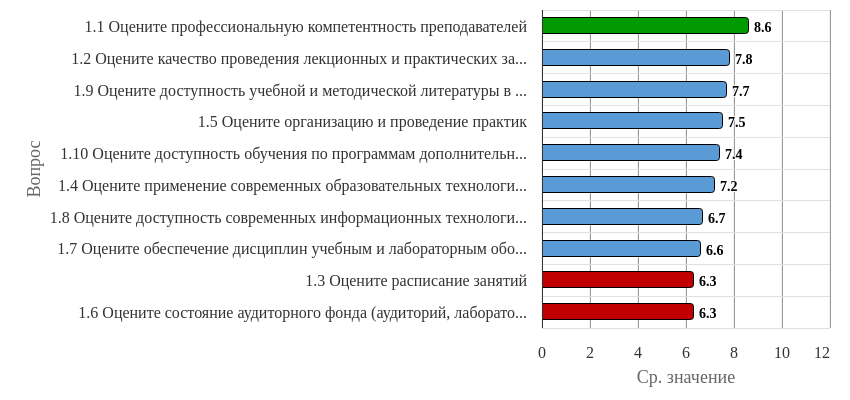 1.1 Оцените профессиональную компетентность преподавателей 8.6
1.2 Оцените качество проведения лекционных и практических за... 7.8
1.9 Оцените доступность учебной и методической литературы в ... 7.7
1.5 Оцените организацию и проведение практик 7.5
1.10 Оцените доступность обучения по программам дополнительн... 7.4
1.4 Оцените применение современных образовательных технологи... 7.2
1.8 Оцените доступность современных информационных технологи... 6.7
1.7 Оцените обеспечение дисциплин учебным и лабораторным обо... 6.6
1.3 Оцените расписание занятий 6.3
1.6 Оцените состояние аудиторного фонда (аудиторий, лаборато... 6.3
Вопрос
0 2 4 6 8 10 12
Ср. значение